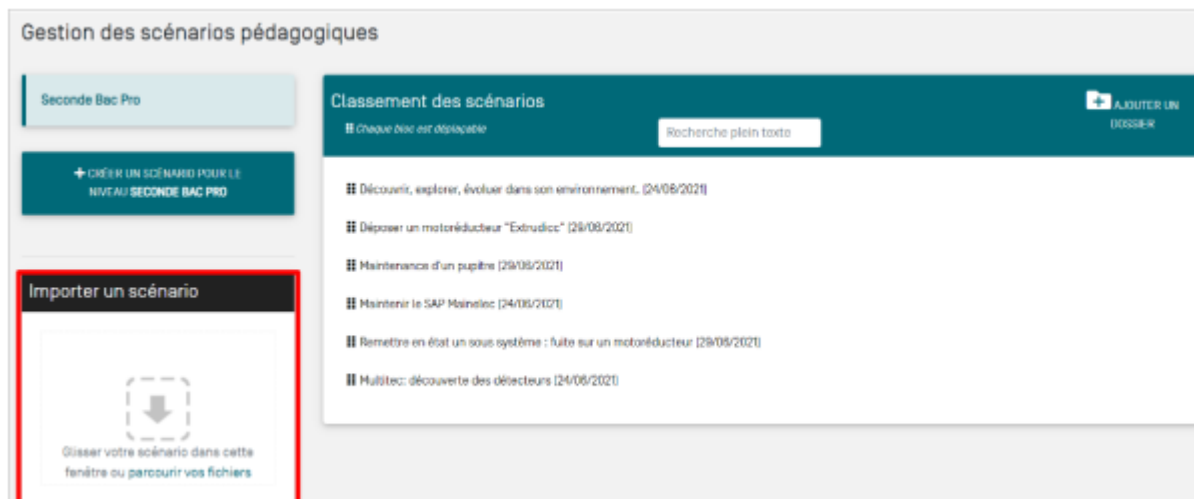 Gestion des scénarios pédagogiques
Seconde Bac Pro
+ CRÉER UN SCÉNARIO POUR LE
NIVEAU SECONDE BAC PRO
Importer un scénario
Glisser votre scénario dans cette
fenêtre ou parcourir vos fichiers
Classement des scénarios
Chaque bloc est déplaçable
Recherche plein texte
AJOUTER UN
DOSSIER
Découvrir, explorer, évoluer dans son environnement. (24/06/2021)
Déposer un motoréducteur "Extrudicc" (29/06/2021)
Maintenance d'un pupitre (29/06/2021)
Maintenir le SAP Mainelec (24/06/2021)
Remettre en état un sous système : fuite sur un motoréducteur (29/06/2021)
Multitec: découverte des détecteurs (24/06/2021)